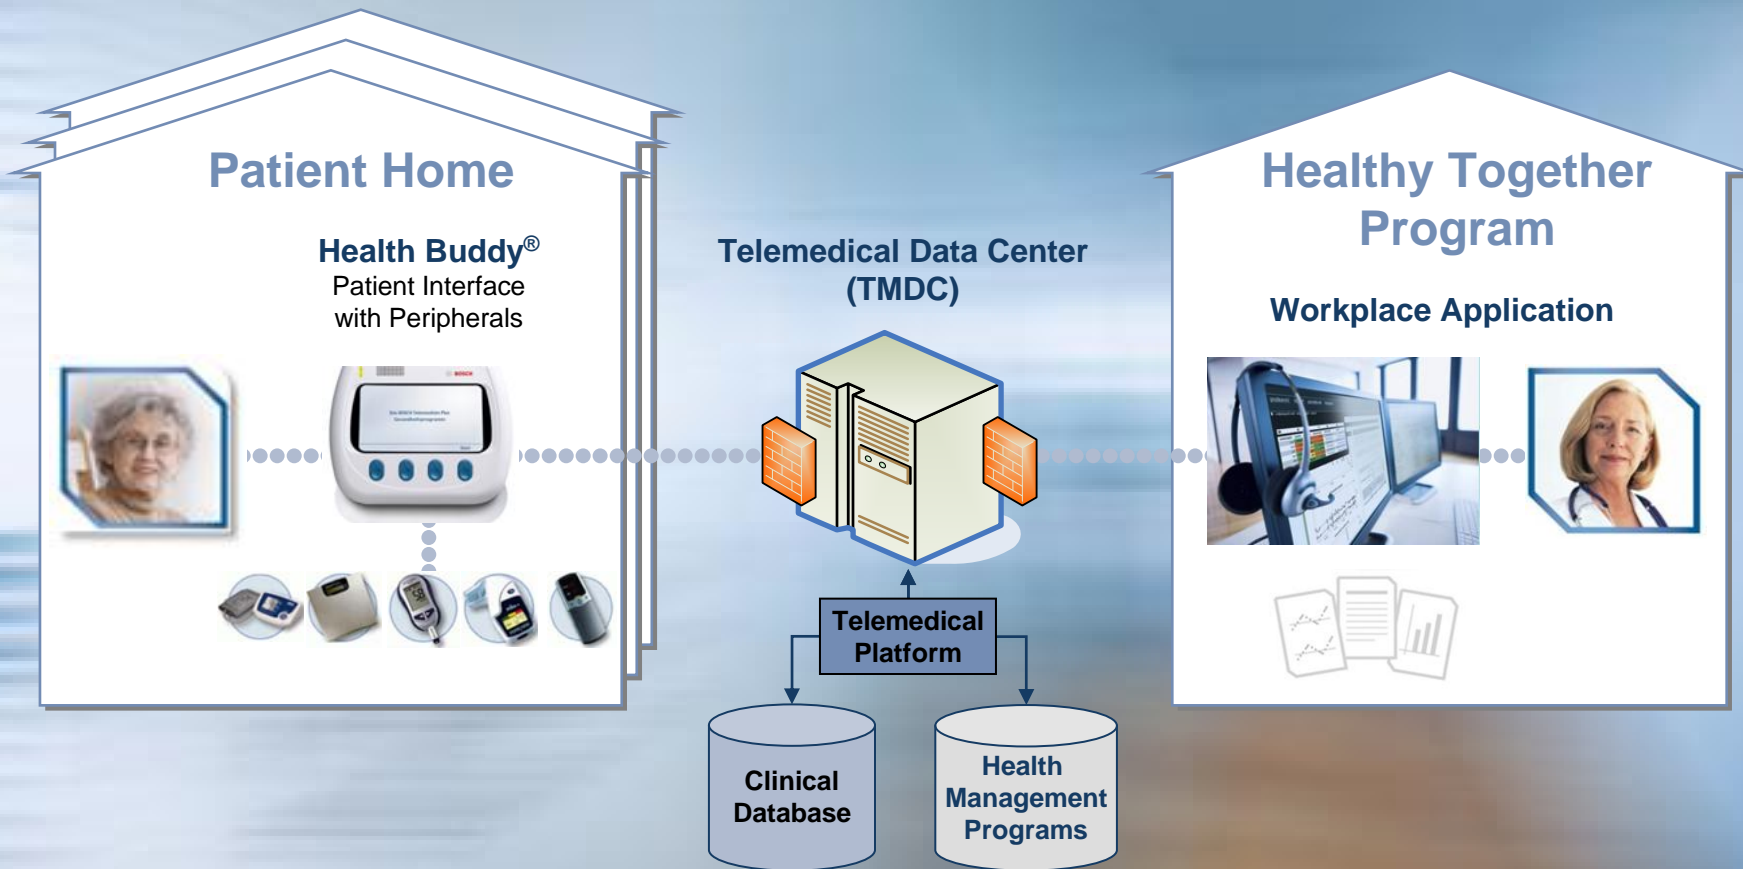 Patient Home
Health Buddy®
Patient Interface
with Peripherals
BOSCH
Telemedical Data Center
(TMDC)
Healthy Together
Program
Workplace Application
Telemedical
Platform
Clinical
Database
Health
Management
Programs